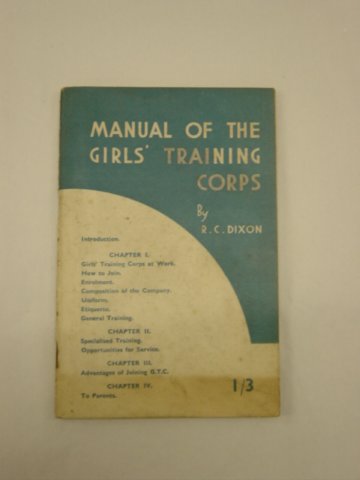 MANUAL OF THE
GIRLS' TRAINING
CORPS
By
R. C. DIXON
Introduction.
CHAPTER I.
Girls' Training Corps at Work.
How to Join.
Enrolment.
Composition of the Company.
Uniform.
Etiquette.
General Training.
CHAPTER II.
Specialised Training.
Opportunities for Service.
CHAPTER III.
Advantages of Joining G.T.C.
CHAPTER IV.
To Parents.
1/3